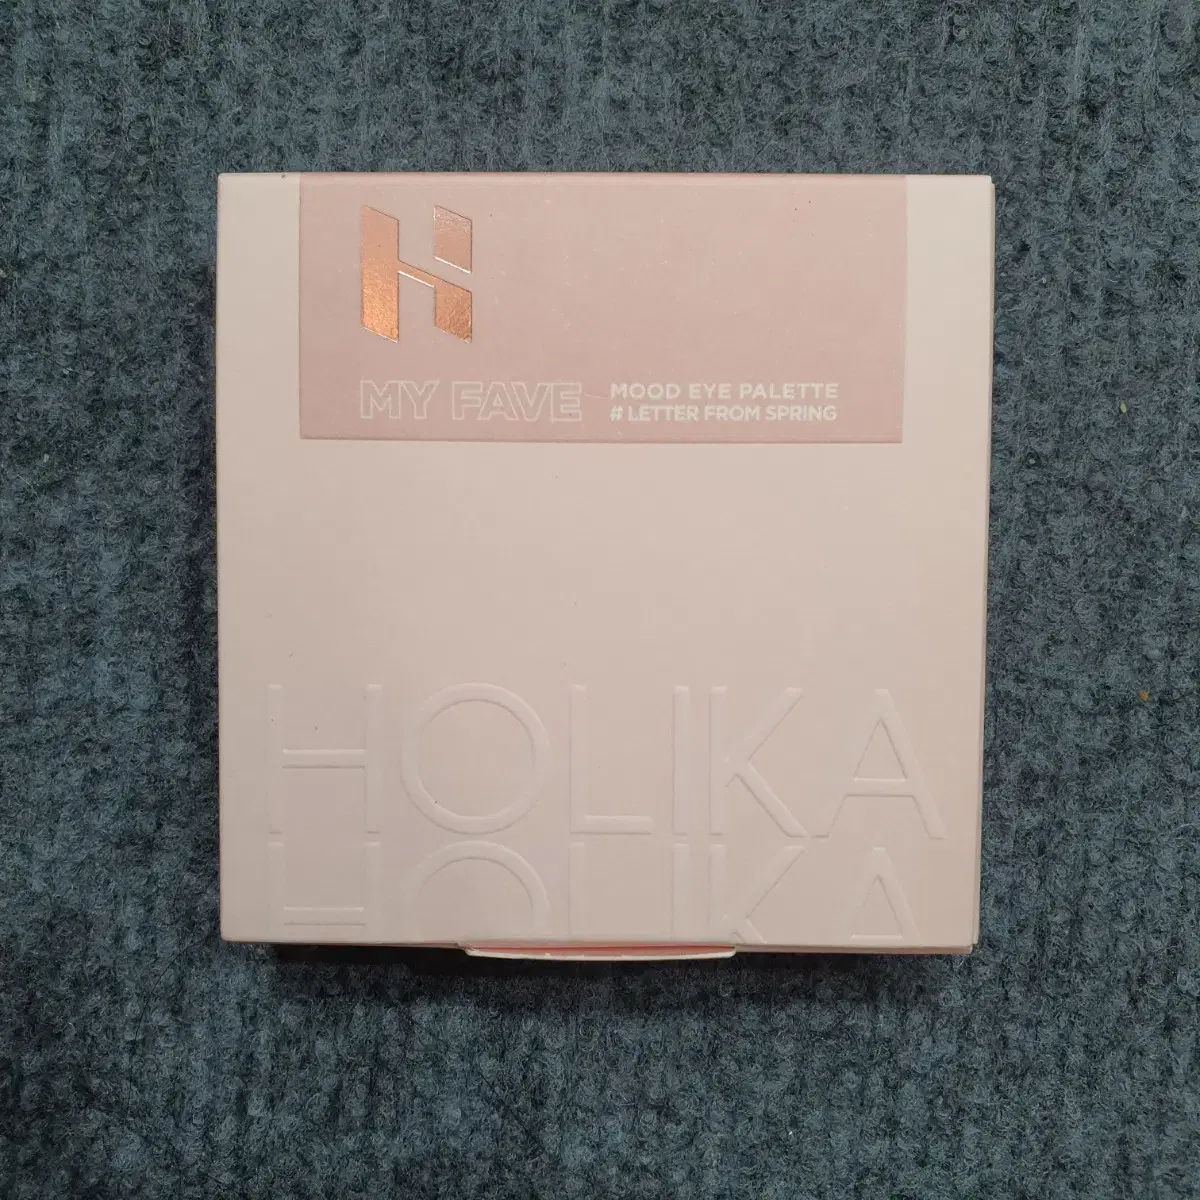 H
MY FAVE
MOOD EYE PALETTE
# LETTER FROM SPRING
HOLIKA
HOLIKA